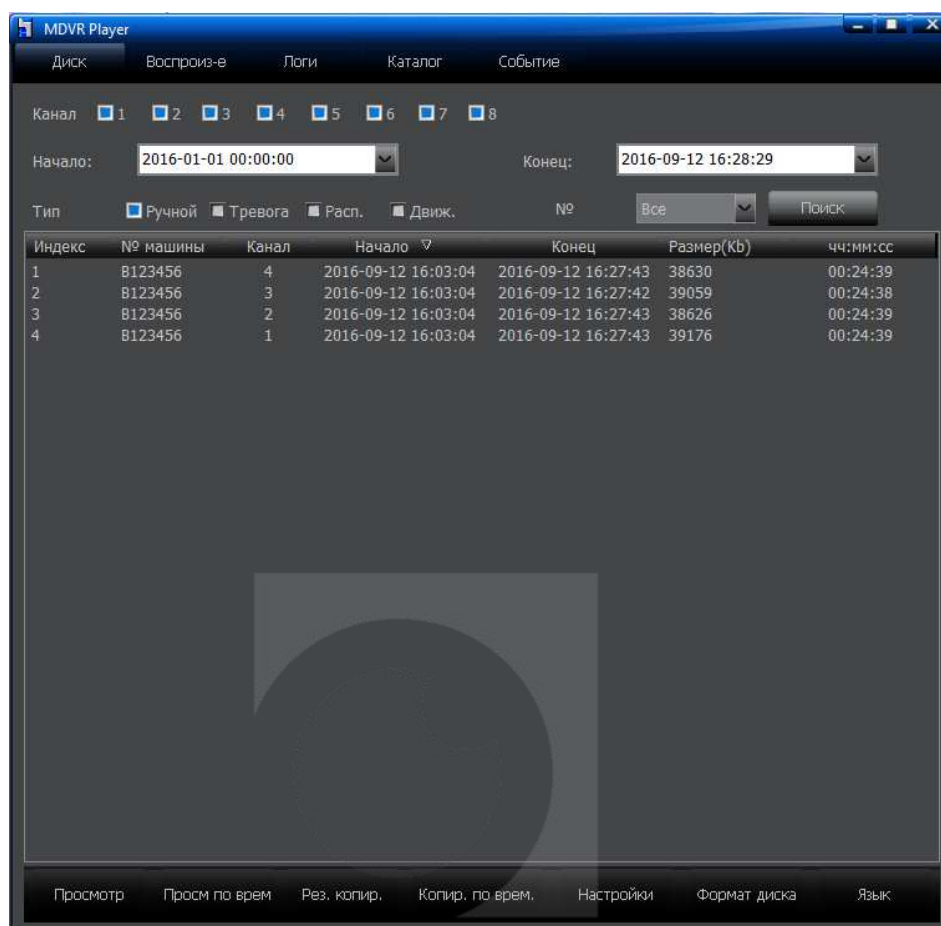 MDVR Player
Диск Воспроиз-е Логи Каталог Событие
Канал 1 2 3 4 5 6 7 8
Начало: 2016-01-01 00:00:00 Конец: 2016-09-12 16:28:29
Тип Ручной Тревога Расп. Движ. № Все Поиск
Индекс № машины Канал Начало Конец Размер(Kb) чч:мм:сс
1 B123456 4 2016-09-12 16:03:04 2016-09-12 16:27:43 38630 00:24:39
2 B123456 3 2016-09-12 16:03:04 2016-09-12 16:27:42 39059 00:24:38
3 B123456 2 2016-09-12 16:03:04 2016-09-12 16:27:43 38626 00:24:39
4 B123456 1 2016-09-12 16:03:04 2016-09-12 16:27:43 39176 00:24:39
Просмотр Просм по врем Рез. копир. Копир. по врем. Настройки Формат диска Язык